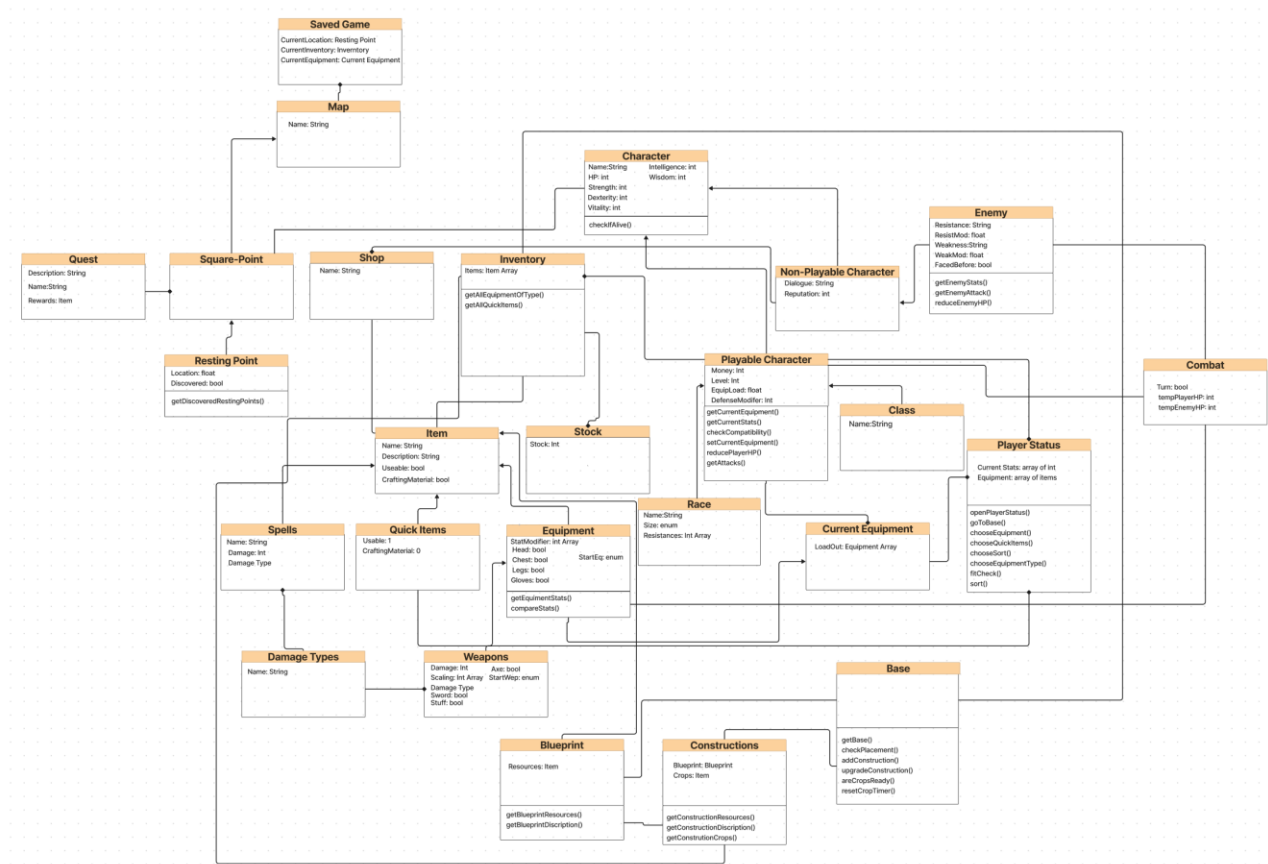 Saved Game
CurrentLocation: Resting Point
CurrentInventory: Inverntory
CurrentEquipment: Current Equipment
Map
Name: String
Character
Name:String Intelligence: int
HP: int Wisdom: int
Strength: int
Dexterity: int
Vitality: int
checkIfAlive()
Enemy
Resistance: String
ResistMod: float
Weakness:String
WeakMod: float
FacedBefore: bool
getEnemyStats()
getEnemyAttack()
reduceEnemyHP()
Quest
Description: String
Name:String
Rewards: Item
Square-Point
Shop
Name: String
Inventory
Items: Item Array
getAllEquipmentOfType()
getAllQuickItems()
Non-Playable Character
Dialogue: String
Reputation: int
Resting Point
Location: float
Discovered: bool
getDiscoveredRestingPoints()
Playable Character
Money: Int
Level: Int
EquipLoad: float
DefenseModifer: Int
getCurrentEquipment()
getCurrentStats()
checkCompatibility()
setCurrentEquipment()
reducePlayerHP()
getAttacks()
Combat
Turn: bool
tempPlayerHP: int
tempEnemyHP: int
Class
Name:String
Item
Name: String
Description: String
Useable: bool
CraftingMaterial: bool
Stock
Stock: Int
Player Status
Current Stats: array of int
Equipment: array of items
openPlayerStatus()
goToBase()
chooseEquipment()
chooseQuickItems()
chooseSort()
chooseEquipmentType()
fitCheck()
sort()
Race
Name:String
Size: enum
Resistances: Int Array
Spells
Name: String
Damage: Int
Damage Type
Quick Items
Usable: 1
CraftingMaterial: 0
Equipment
StatModifier: int Array
Head: bool
Chest: bool StartEq: enum
Legs: bool
Gloves: bool
getEquimentStats()
compareStats()
Current Equipment
LoadOut: Equipment Array
Damage Types
Name: String
Weapons
Damage: Int Axe: bool
Scaling: Int Array StartWep: enum
Damage Type
Sword: bool
Stuff: bool
Base
getBase()
checkPlacement()
addConstruction()
upgradeConstruction()
areCropsReady()
resetCropTimer()
Blueprint
Resources: Item
getBlueprintResources()
getBlueprintDiscription()
Constructions
Blueprint: Blueprint
Crops: Item
getConstructionResources()
getConstructionDiscription()
getConstrutionCrops()